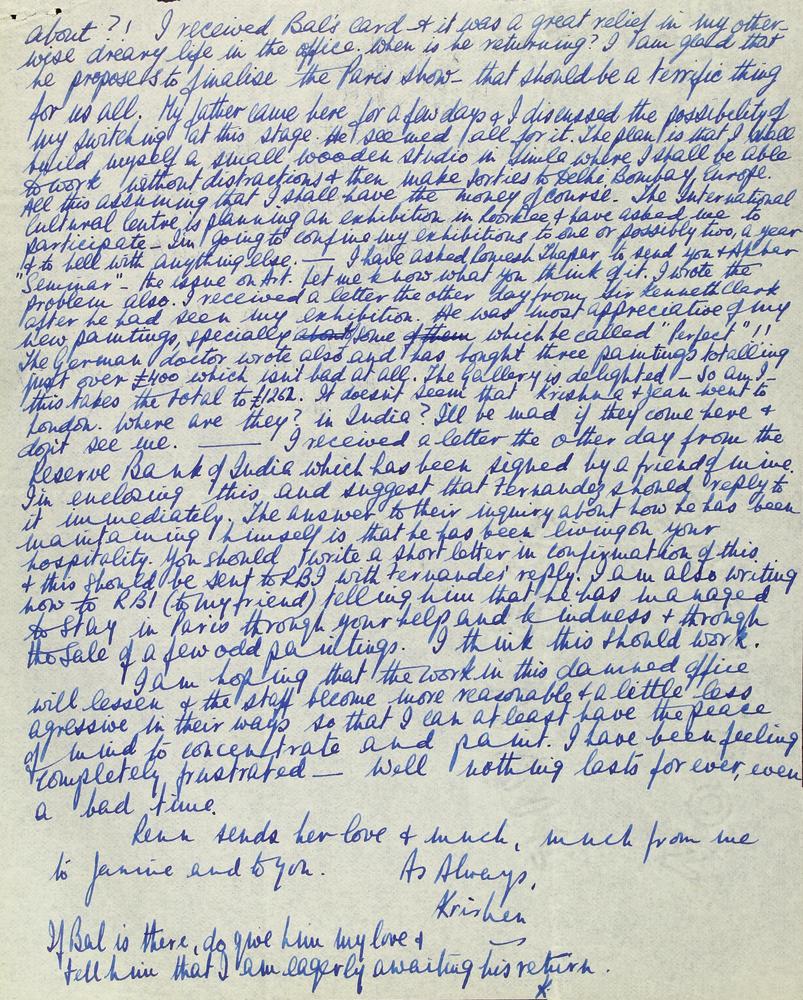 about?! I received Bal's card & it was a great relief in my other-
wise dreary life in the office. When is he returning? I am glad that
he proposes to finalise the Paris show - that should be a terrific thing
for us all. My father came here for a few days & I discussed the possibility of
my switching at this stage. He seemed all for it. The plan is that I shall
build myself a small wooden studio in Simla where I shall be able
to work without distractions & then make sorties to Delhi Bombay, Europe.
All this assuming that I shall have the money of course. The International
Cultural Centre is planning an exhibition in Roorkee & have asked me to
participate - I'm going to confine my exhibitions to one or possibly two, a year
& to hell with anything else. — I have asked Romesh Thapar, to send you & Akbar
"Seminar" - the issue on Art. Let me know what you think of it. I wrote the
problem also. I received a letter the other day from Sir Kenneth Clark
after he had seen my exhibition. He was most appreciative of my
new paintings, specially about some of them which he called "Perfect"!!
The German doctor wrote also and has bought three paintings totalling
just over £400 which isn't bad at all. The Gallery is delighted - So am I -
this takes the total to £1262. It doesn't seem that Krishna & Jean went to
London. Where are they? in India? I'll be mad if they come here &
don't see me. — I received a letter the other day from the
Reserve Bank of India which has been signed by a friend of mine.
I'm enclosing this, and suggest that Fernandez should reply to
it immediately. The answer to their inquiry about how he has been
maintaining himself is that he has been living on your
hospitality. You should write a short letter in confirmation of this
& this should be sent to RBI with Fernandes' reply. I am also writing
now to RBI (to my friend) telling him that he has managed
to stay in Paris through your help and kindness & through
the sale of a few odd paintings. I think this should work.
I am hoping that the work in this damned office
will lessen & the staff become more reasonable & a little less
agressive in their ways so that I can at least have the peace
of mind to concentrate and paint. I have been feeling
completely frustrated — well nothing lasts for ever, even
a bad time.
Renu sends her love & much, much from me
to Janine and to you. As Always,
Krishen
If Bal is there, do give him my love &
tell him that I am eagerly awaiting his return.